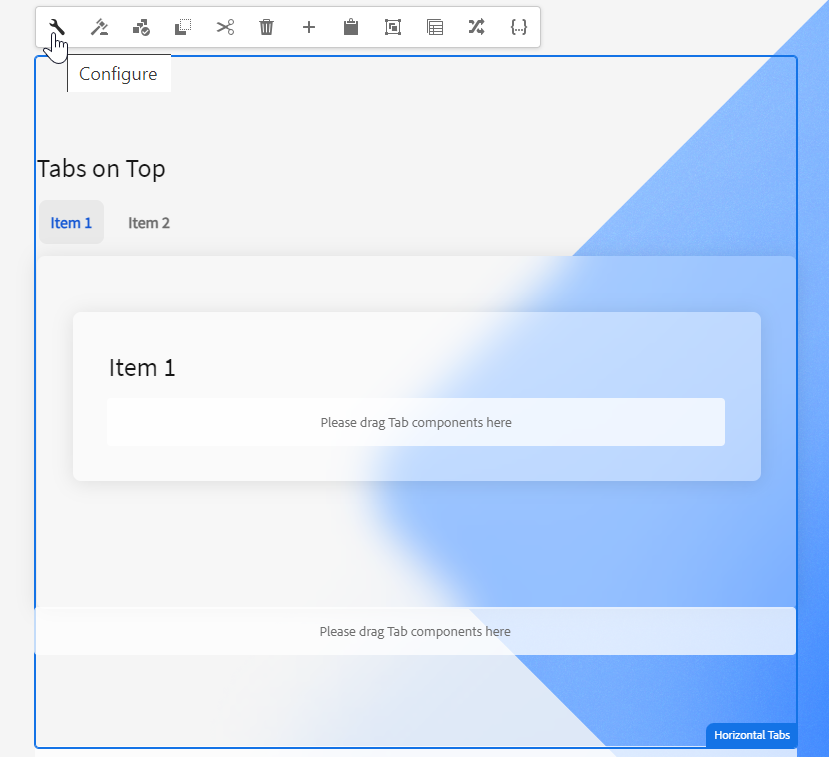 Configure
Tabs on Top
Item 1
Item 2
Item 1
Please drag Tab components here
Please drag Tab components here
Horizontal Tabs